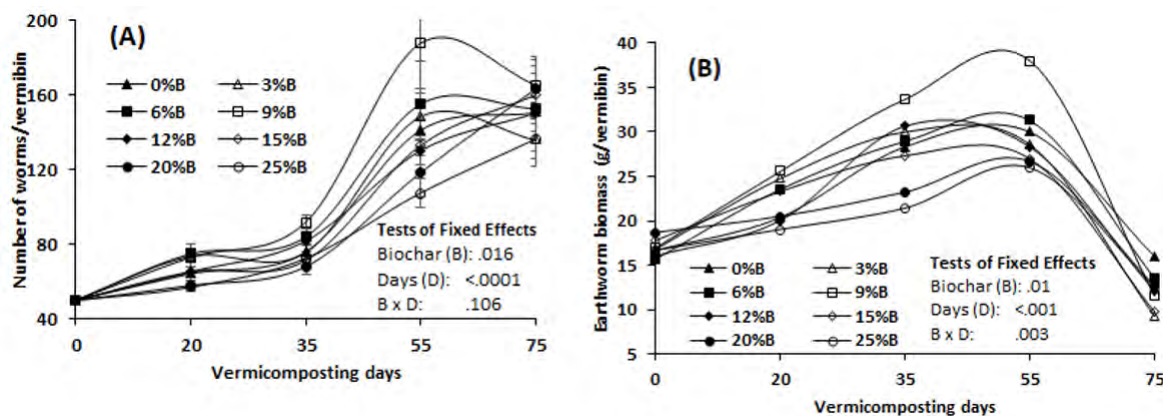 (A)
Number of worms/vermibin
200
160
120
80
40
0%B 3%B
6%B 9%B
12%B 15%B
20%B 25%B
Tests of Fixed Effects
Biochar (B): .016
Days (D): <.0001
B x D: .106
0 20 35 55 75
Vermicomposting days
(B)
Earthworm biomass (g/vermibin)
40
35
30
25
20
15
10
5
0%B 3%B
6%B 9%B
12%B 15%B
20%B 25%B
Tests of Fixed Effects
Biochar (B): .01
Days (D): <.001
B x D: .003
0 20 35 55 75
Vermicomposting days